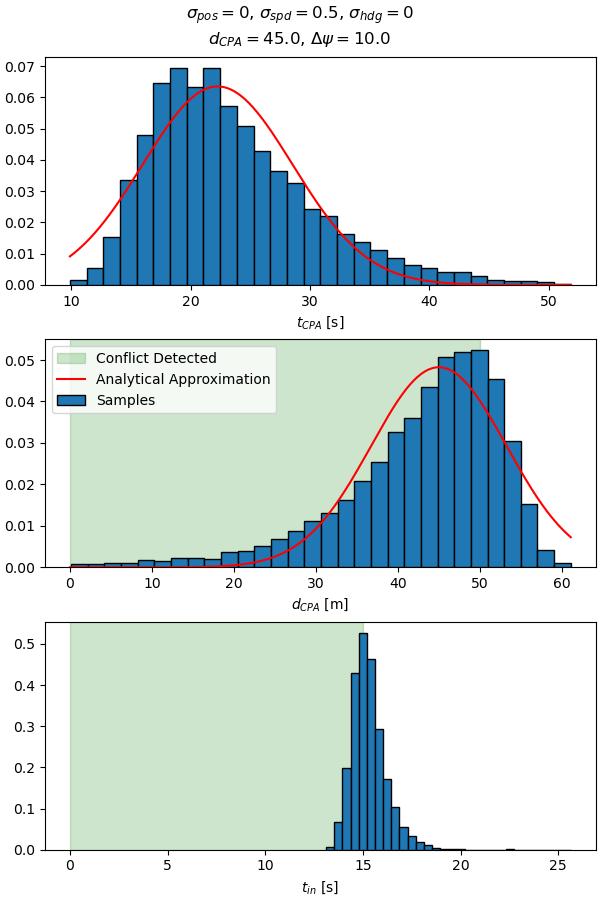 σ_pos = 0, σ_spd = 0.5, σ_hdg = 0
d_CPA = 45.0, Δψ = 10.0
0.07
0.06
0.05
0.04
0.03
0.02
0.01
0.00
10 20 30 40 50
t_CPA [s]
Conflict Detected
Analytical Approximation
Samples
0.05
0.04
0.03
0.02
0.01
0.00
0 10 20 30 40 50 60
d_CPA [m]
0.5
0.4
0.3
0.2
0.1
0.0
0 5 10 15 20 25
t_in [s]